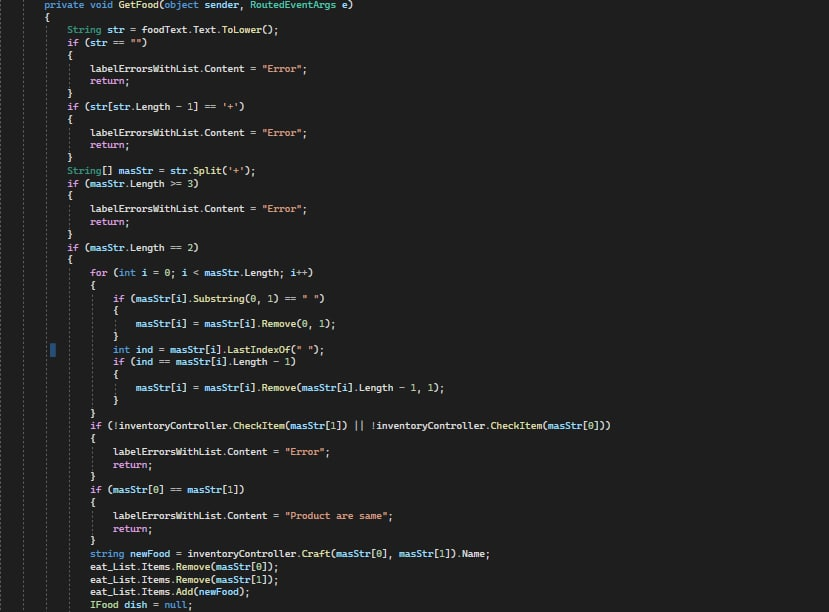 private void GetFood(object sender, RoutedEventArgs e)
{
String str = foodText.Text.ToLower();
if (str == "")
{
labelErrorsWithList.Content = "Error";
return;
}
if (str[str.Length - 1] == '+')
{
labelErrorsWithList.Content = "Error";
return;
}
String[] masStr = str.Split('+');
if (masStr.Length >= 3)
{
labelErrorsWithList.Content = "Error";
return;
}
if (masStr.Length == 2)
{
for (int i = 0; i < masStr.Length; i++)
{
if (masStr[i].Substring(0, 1) == " ")
{
masStr[i] = masStr[i].Remove(0, 1);
}
int ind = masStr[i].LastIndexOf(" ");
if (ind == masStr[i].Length - 1)
{
masStr[i] = masStr[i].Remove(masStr[i].Length - 1, 1);
}
}
if (!inventoryController.CheckItem(masStr[1]) || !inventoryController.CheckItem(masStr[0]))
{
labelErrorsWithList.Content = "Error";
return;
}
if (masStr[0] == masStr[1])
{
labelErrorsWithList.Content = "Product are same";
return;
}
string newFood = inventoryController.Craft(masStr[0], masStr[1]).Name;
eat_List.Items.Remove(masStr[0]);
eat_List.Items.Remove(masStr[1]);
eat_List.Items.Add(newFood);
IFood dish = null;